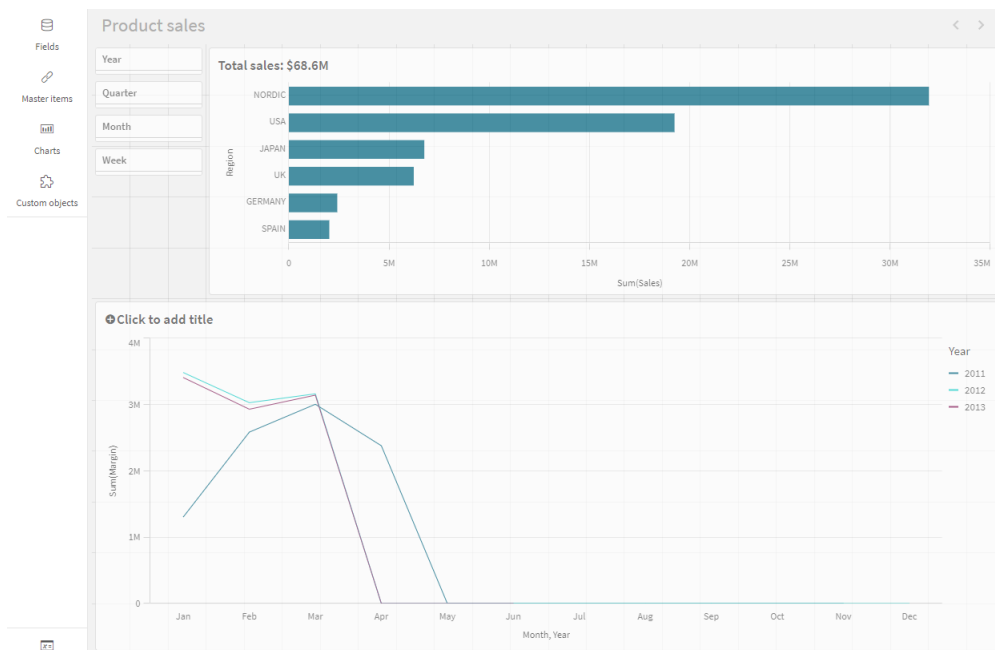 Fields
Master items
Charts
Custom objects
Product sales
Year
Quarter
Month
Week
Total sales: $68.6M
Region
NORDIC
USA
JAPAN
UK
GERMANY
SPAIN
0 5M 10M 15M 20M 25M 30M 35M
Sum(Sales)
Click to add title
Sum(Margin)
4M
3M
2M
1M
0
Jan Feb Mar Apr May Jun Jul Aug Sep Oct Nov Dec
Month, Year
Year
2011
2012
2013